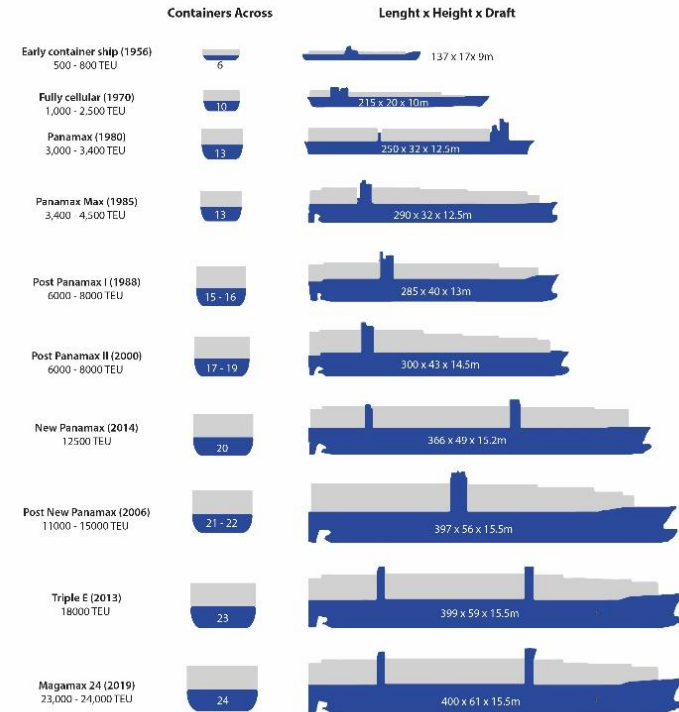 Containers Across
Lenght x Height x Draft
Early container ship (1956)
500 - 800 TEU
6
137 x 17x 9m
Fully cellular (1970)
1,000 - 2,500 TEU
10
215 x 20 x 10m
Panamax (1980)
3,000 - 3,400 TEU
13
250 x 32 x 12.5m
Panamax Max (1985)
3,400 - 4,500 TEU
13
290 x 32 x 12.5m
Post Panamax I (1988)
6000 - 8000 TEU
15 - 16
285 x 40 x 13m
Post Panamax II (2000)
6000 - 8000 TEU
17 - 19
300 x 43 x 14.5m
New Panamax (2014)
12500 TEU
20
366 x 49 x 15.2m
Post New Panamax (2006)
11000 - 15000 TEU
21 - 22
397 x 56 x 15.5m
Triple E (2013)
18000 TEU
23
399 x 59 x 15.5m
Magamax 24 (2019)
23,000 - 24,000 TEU
24
400 x 61 x 15.5m